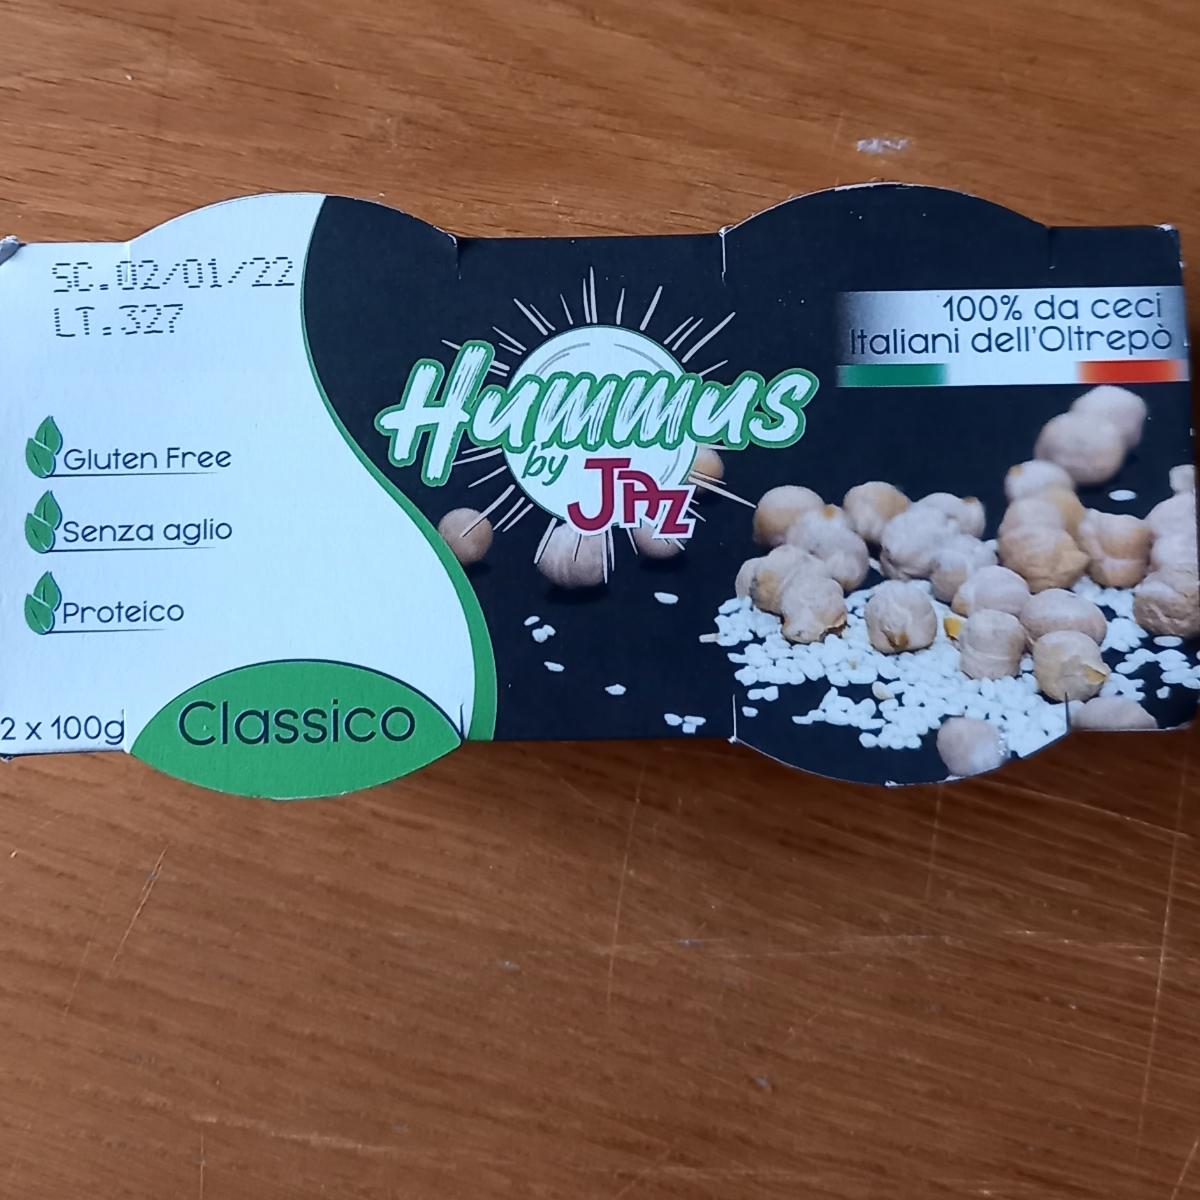 SC.02/01/22
LT.327
Gluten Free
Senza aglio
Proteico
2 x 100g
Classico
Hummus
by JAZ
100% da ceci
Italiani dell'Oltrepò